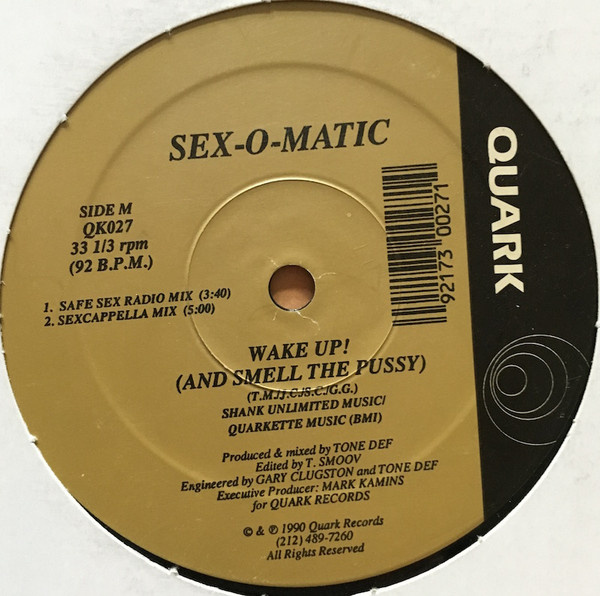 SEX-O-MATIC
QUARK
SIDE M
QK027
33 1/3 rpm
(92 B.P.M.)
92173 00271
1. SAFE SEX RADIO MIX (3:40)
2. SEXCAPPELLA MIX (5:00)
WAKE UP!
(AND SMELL THE PUSSY)
(T.M./J.C./S.C./G.G.)
SHANK UNLIMITED MUSIC/
QUARKETTE MUSIC (BMI)
Produced & mixed by TONE DEF
Edited by T. SMOOV
Engineered by GARY CLUGSTON and TONE DEF
Executive Producer: MARK KAMINS
for QUARK RECORDS
© & ℗ 1990 Quark Records
(212) 489-7260
All Rights Reserved